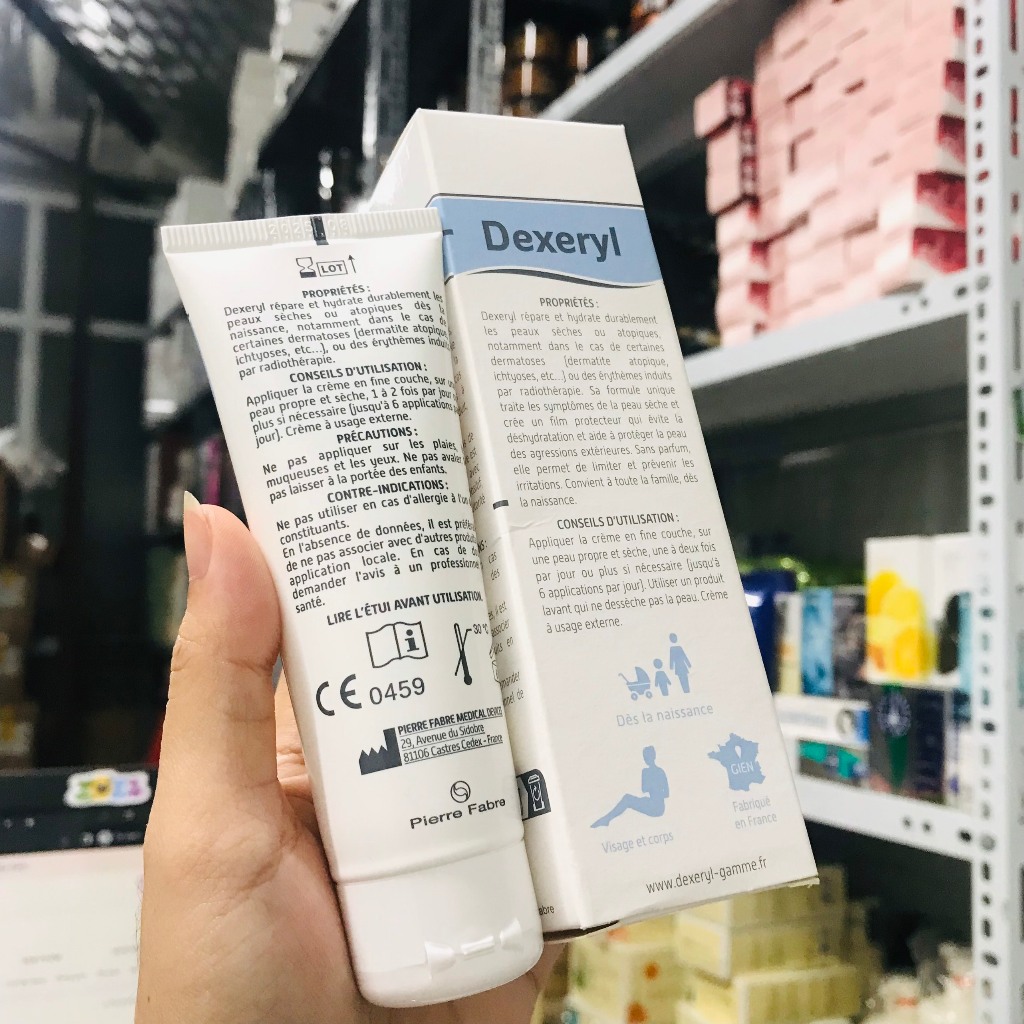 LOT
PROPRIÉTÉS :
Dexeryl répare et hydrate durablement les
peaux sèches ou atopiques dès la
naissance, notamment dans le cas de
certaines dermatoses (dermatite atopique,
ichtyoses, etc...), ou des érythèmes induits
par radiothérapie.
CONSEILS D'UTILISATION :
Appliquer la crème en fine couche, sur un
peau propre et sèche, 1 à 2 fois par jour o
plus si nécessaire (jusqu'à 6 applications
jour). Crème à usage externe.
PRÉCAUTIONS :
Ne pas appliquer sur les plaies,
muqueuses et les yeux. Ne pas avaler
pas laisser à la portée des enfants.
CONTRE-INDICATIONS :
Ne pas utiliser en cas d'allergie à l'un
constituants.
En l'absence de données, il est préfé
de ne pas associer avec d'autres produi
application locale. En cas de do
demander l'avis à un professionne
santé.
LIRE L'ÉTUI AVANT UTILISATION.
30 °C
CE 0459
PIERRE FABRE MEDICAL DEVICE
29, Avenue du Sidobre
81106 Castres Cedex - France
Pierre Fabre
Dexeryl
PROPRIÉTÉS :
Dexeryl répare et hydrate durablement
les peaux sèches ou atopiques,
notamment dans le cas de certaines
dermatoses (dermatite atopique,
ichtyoses, etc...) ou des érythèmes induits
par radiothérapie. Sa formule unique
traite les symptômes de la peau sèche et
crée un film protecteur qui évite la
déshydratation et aide à protéger la peau
des agressions extérieures. Sans parfum,
elle permet de limiter et prévenir les
irritations. Convient à toute la famille, dès
la naissance.
CONSEILS D'UTILISATION :
Appliquer la crème en fine couche, sur
une peau propre et sèche, une à deux fois
par jour ou plus si nécessaire (jusqu'à
6 applications par jour). Utiliser un produit
lavant qui ne dessèche pas la peau. Crème
à usage externe.
Dès la naissance
Visage et corps
GIEN
Fabriqué
en France
www.dexeryl-gamme.fr